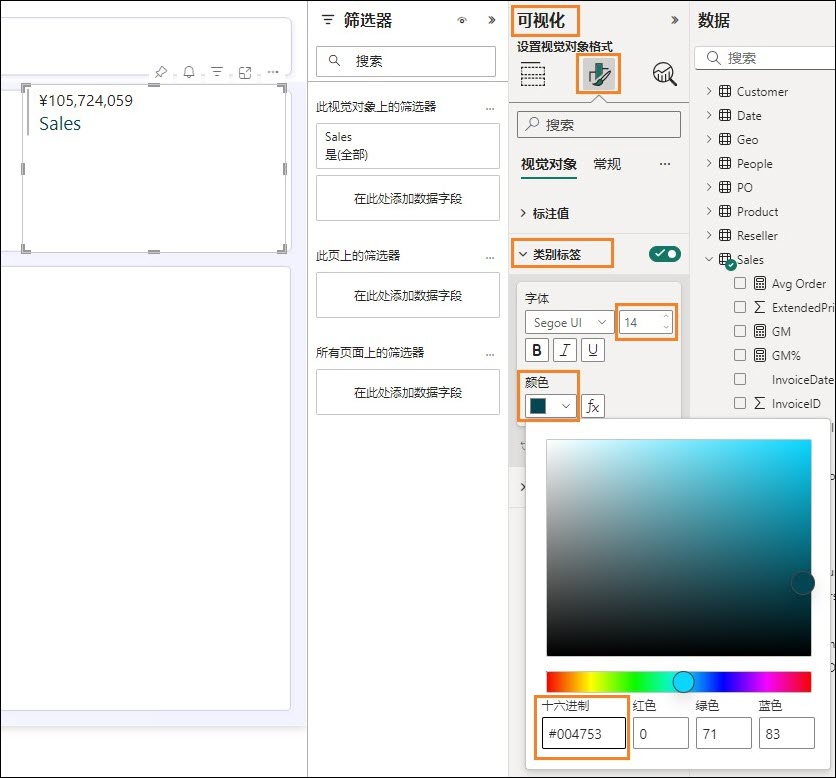 ¥105,724,059
Sales
筛选器
搜索
此视觉对象上的筛选器
Sales
是(全部)
在此处添加数据字段
此页上的筛选器
在此处添加数据字段
所有页面上的筛选器
在此处添加数据字段
可视化
设置视觉对象格式
搜索
视觉对象
常规
标注值
类别标签
字体
Segoe UI
14
B
I
U
颜色
fx
十六进制
红色
绿色
蓝色
#004753
0
71
83
数据
搜索
Customer
Date
Geo
People
PO
Product
Reseller
Sales
Avg Order
ExtendedPri
GM
GM%
InvoiceDate
InvoiceID